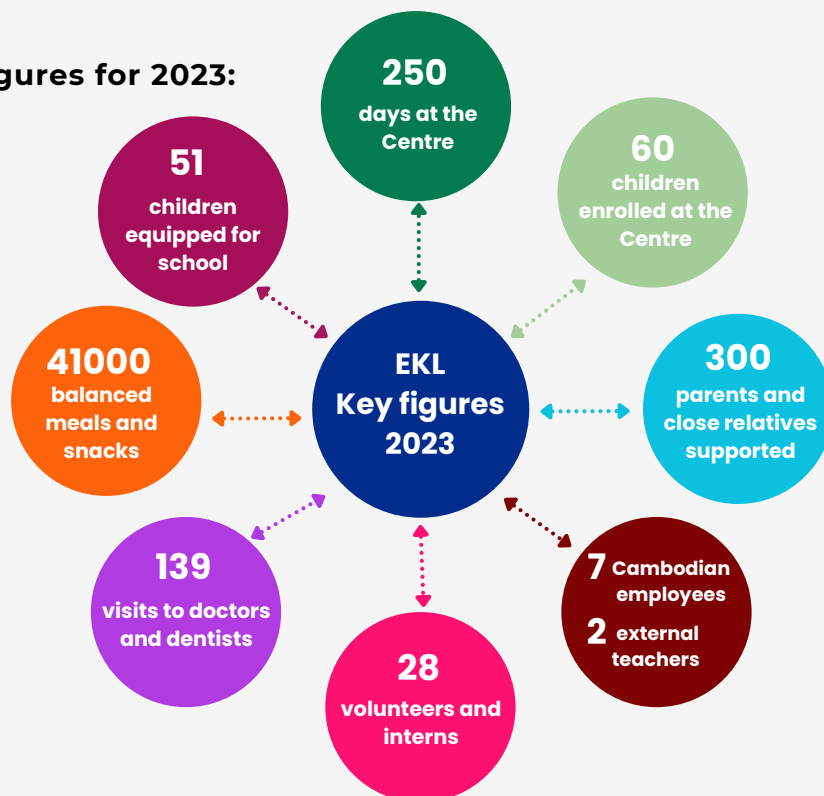 gures for 2023:
250
days at the
Centre
60
children
enrolled at the
Centre
300
parents and
close relatives
supported
7 Cambodian
employees
2 external
teachers
28
volunteers and
interns
139
visits to doctors
and dentists
41000
balanced
meals and
snacks
51
children
equipped for
school
EKL
Key figures
2023